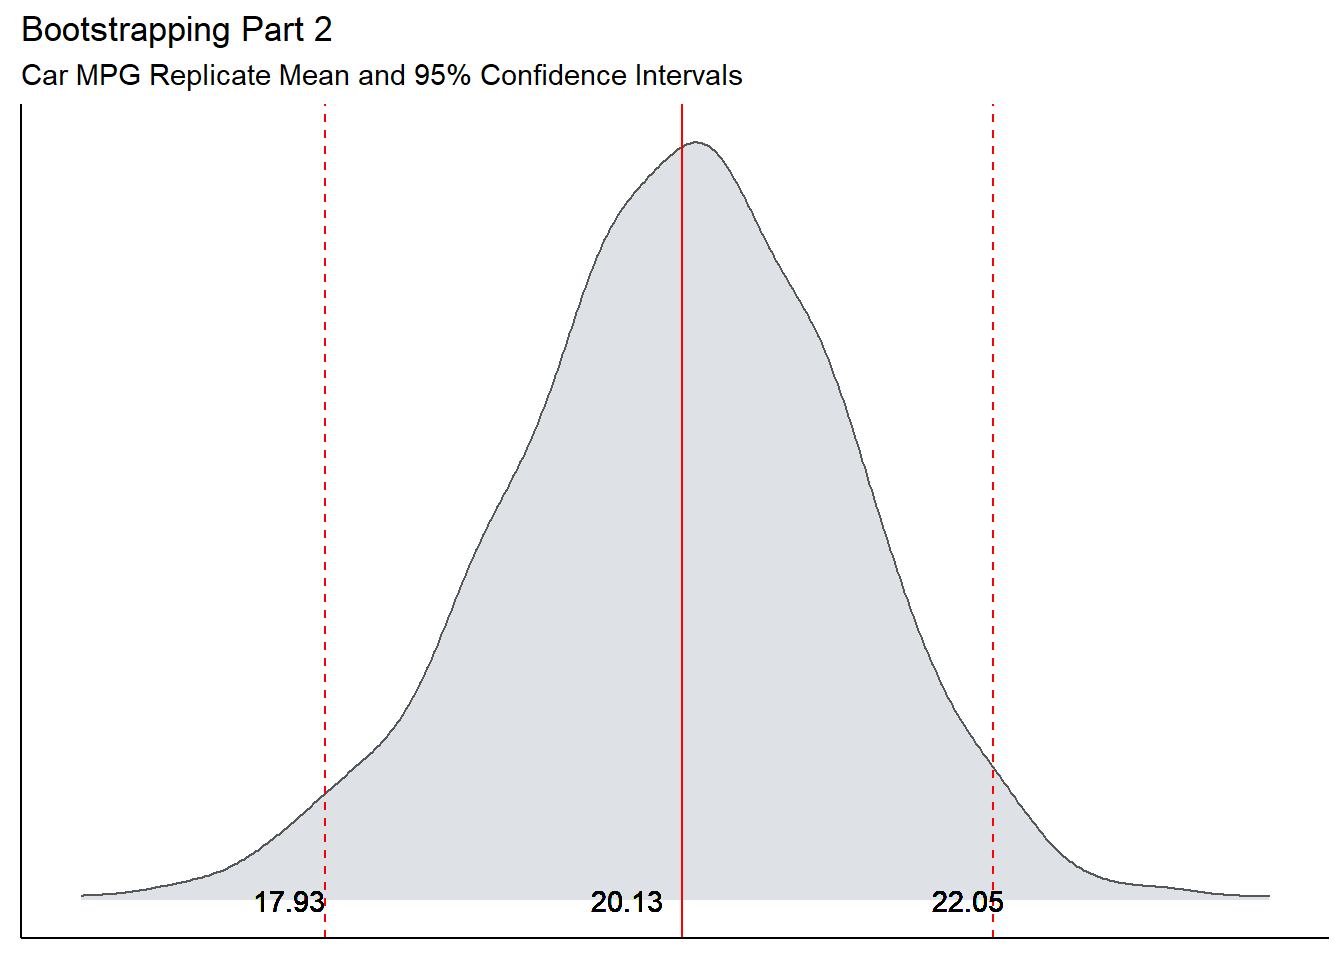 Bootstrapping Part 2
Car MPG Replicate Mean and 95% Confidence Intervals
17.93 20.13 22.05